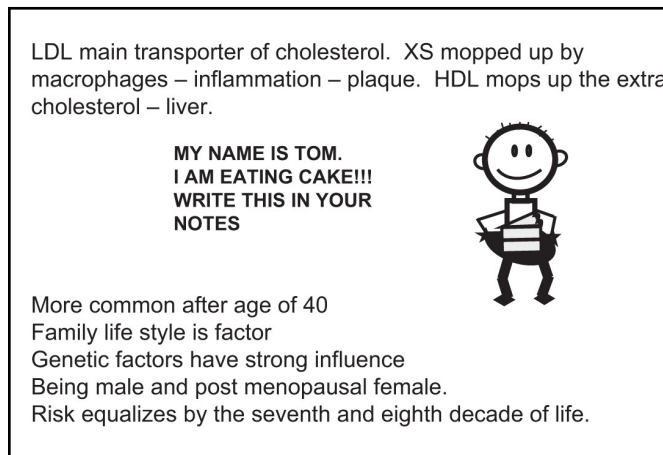 LDL main transporter of cholesterol.  XS mopped up by
macrophages – inflammation – plaque.  HDL mops up the extra
cholesterol – liver.
MY NAME IS TOM.
I AM EATING CAKE!!!
WRITE THIS IN YOUR
NOTES
More common after age of 40
Family life style is factor
Genetic factors have strong influence
Being male and post menopausal female.
Risk equalizes by the seventh and eighth decade of life.